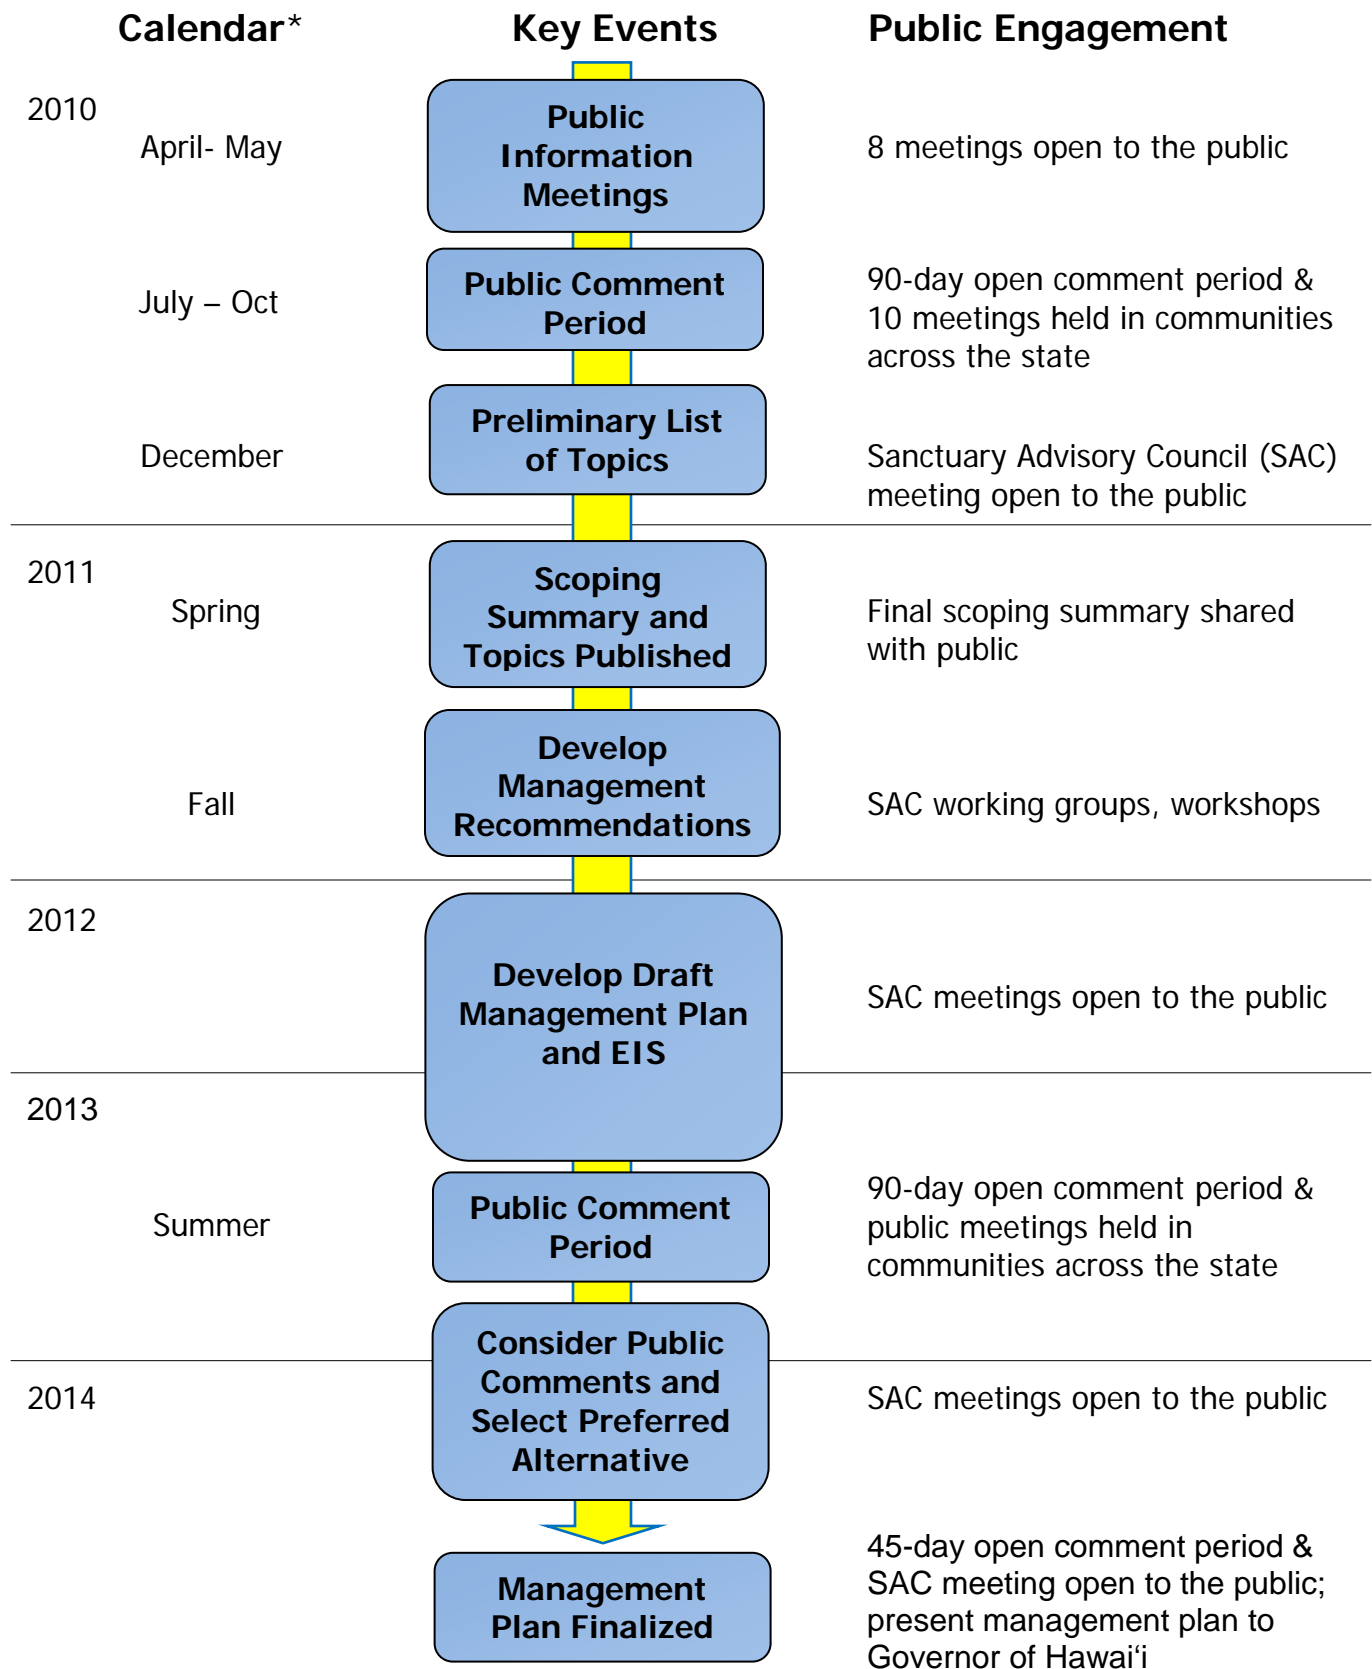 Calendar*
Key Events
Public Engagement
2010
April- May
Public
Information
Meetings
8 meetings open to the public
July – Oct
Public Comment
Period
90-day open comment period &
10 meetings held in communities
across the state
December
Preliminary List
of Topics
Sanctuary Advisory Council (SAC)
meeting open to the public
2011
Spring
Scoping
Summary and
Topics Published
Final scoping summary shared
with public
Fall
Develop
Management
Recommendations
SAC working groups, workshops
2012
Develop Draft
Management Plan
and EIS
SAC meetings open to the public
2013
Summer
Public Comment
Period
90-day open comment period &
public meetings held in
communities across the state
Consider Public
Comments and
Select Preferred
Alternative
2014
SAC meetings open to the public
Management
Plan Finalized
45-day open comment period &
SAC meeting open to the public;
present management plan to
Governor of Hawai‘i